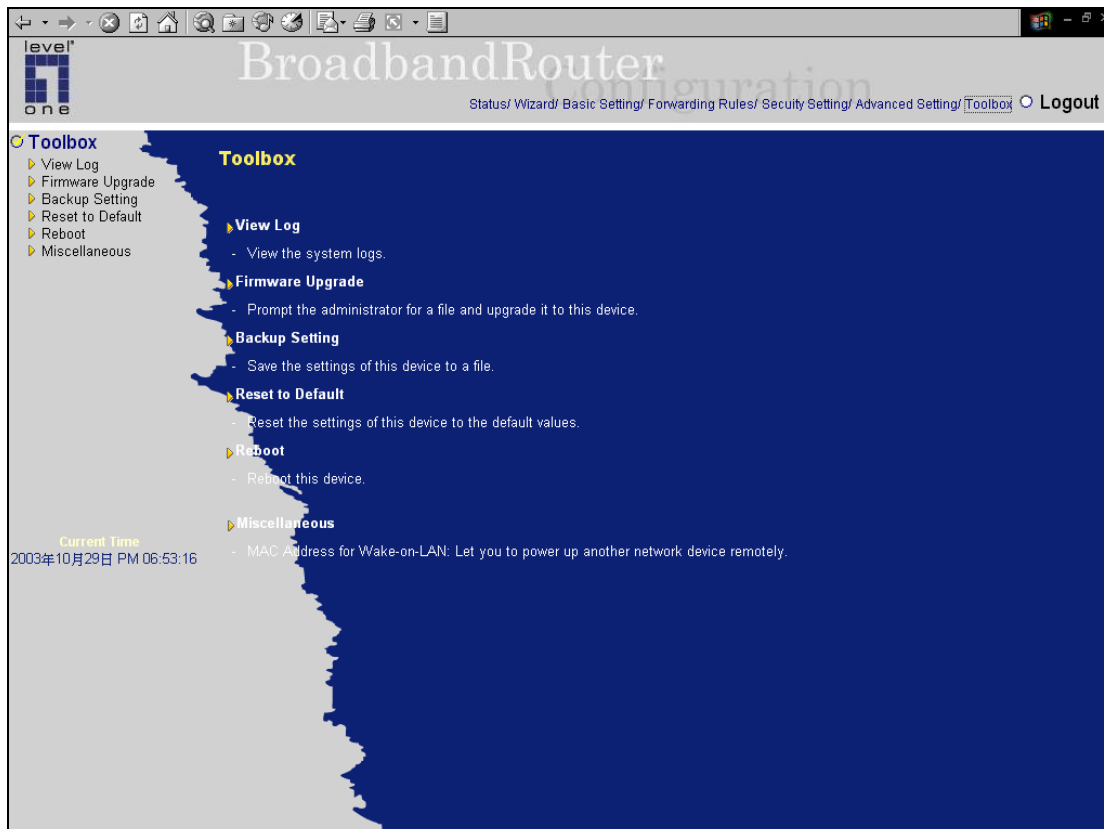 level
one
BroadbandRouter
Configuration
Status/ Wizard/ Basic Setting/ Forwarding Rules/ Secuity Setting/ Advanced Setting/ Toolbox Logout
Toolbox
View Log
Firmware Upgrade
Backup Setting
Reset to Default
Reboot
Miscellaneous
Current Time
2003年10月29日 PM 06:53:16
Toolbox
View Log
- View the system logs.
Firmware Upgrade
- Prompt the administrator for a file and upgrade it to this device.
Backup Setting
- Save the settings of this device to a file.
Reset to Default
- Reset the settings of this device to the default values.
Reboot
- Reboot this device.
Miscellaneous
- MAC Address for Wake-on-LAN: Let you to power up another network device remotely.